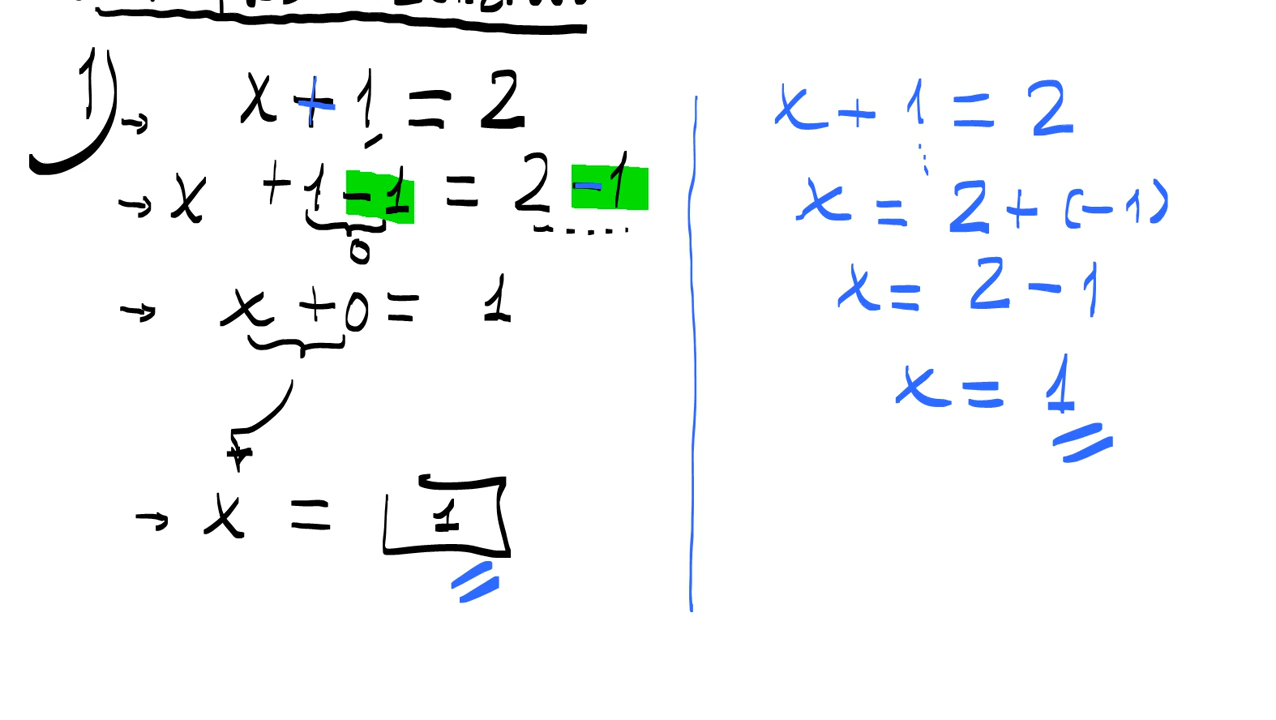 1)
→ x + 1 = 2
→ x + 1 - 1 = 2 - 1
0
→ x + 0 = 1
→ x = 1
x + 1 = 2
x = 2 + (-1)
x = 2 - 1
x = 1